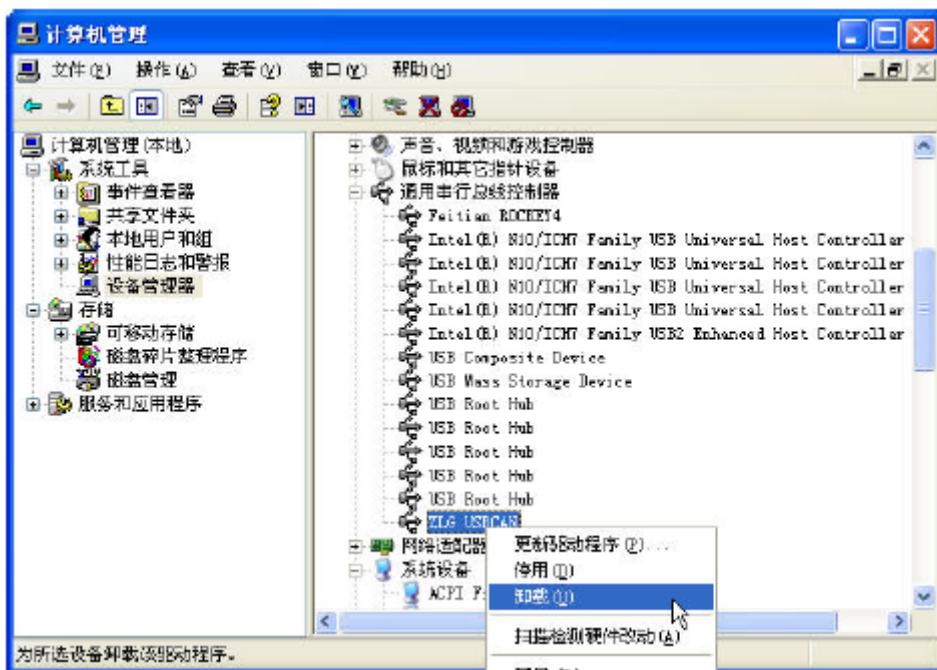 计算机管理
文件(F) 操作(A) 查看(V) 窗口(W) 帮助(H)
计算机管理(本地)
系统工具
事件查看器
共享文件夹
本地用户和组
性能日志和警报
设备管理器
存储
可移动存储
磁盘碎片整理程序
磁盘管理
服务和应用程序
声音、视频和游戏控制器
鼠标和其它指针设备
通用串行总线控制器
Feitian ROCKEY4
Intel(R) N10/ICH7 Family USB Universal Host Controller
Intel(R) N10/ICH7 Family USB Universal Host Controller
Intel(R) N10/ICH7 Family USB Universal Host Controller
Intel(R) N10/ICH7 Family USB Universal Host Controller
Intel(R) N10/ICH7 Family USB2 Enhanced Host Controller
USB Composite Device
USB Mass Storage Device
USB Root Hub
USB Root Hub
USB Root Hub
USB Root Hub
USB Root Hub
ZLG USBCAN
网络适配器
系统设备
ACPI
更新驱动程序(P)...
停用(D)
卸载(U)
扫描检测硬件改动(A)
为所选设备卸载该驱动程序。